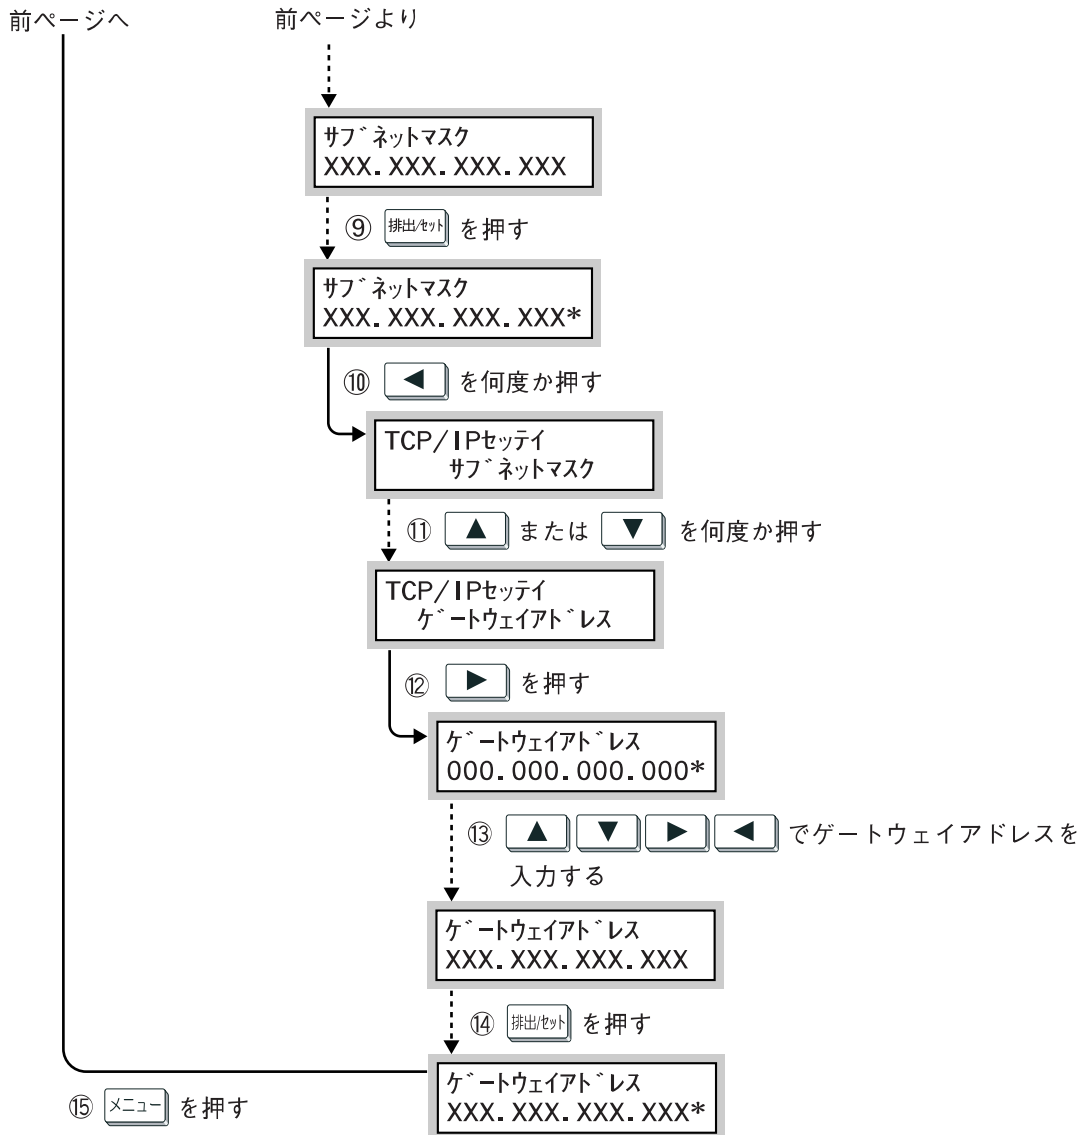 前ページへ
前ページより
ｻﾌﾞﾈｯﾄﾏｽｸ
XXX.XXX.XXX.XXX
⑨ 排出/ｾｯﾄ を押す
ｻﾌﾞﾈｯﾄﾏｽｸ
XXX.XXX.XXX.XXX*
⑩ ◀ を何度か押す
TCP/IPｾｯﾃｲ
ｻﾌﾞﾈｯﾄﾏｽｸ
⑪ ▲ または ▼ を何度か押す
TCP/IPｾｯﾃｲ
ｹﾞｰﾄｳｪｲｱﾄﾞﾚｽ
⑫ ▶ を押す
ｹﾞｰﾄｳｪｲｱﾄﾞﾚｽ
000.000.000.000*
⑬ ▲ ▼ ▶ ◀ でゲートウェイアドレスを
入力する
ｹﾞｰﾄｳｪｲｱﾄﾞﾚｽ
XXX.XXX.XXX.XXX
⑭ 排出/ｾｯﾄ を押す
ｹﾞｰﾄｳｪｲｱﾄﾞﾚｽ
XXX.XXX.XXX.XXX*
⑮ メニュー を押す